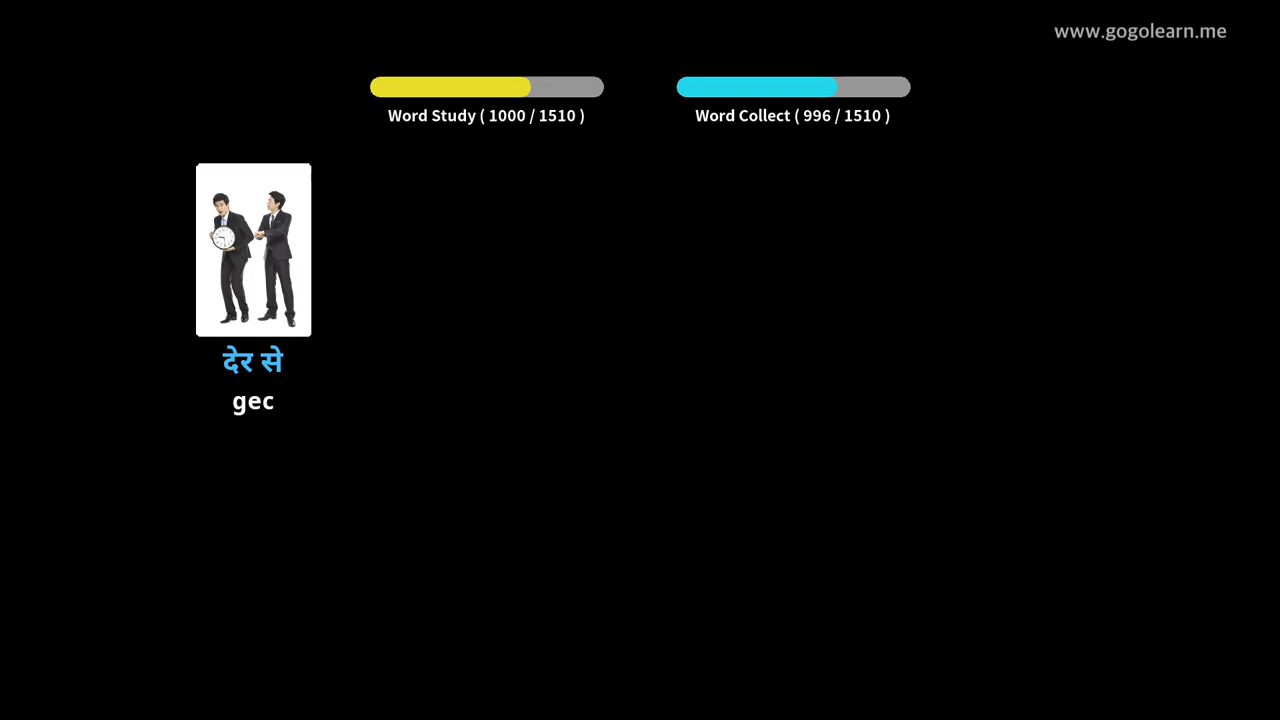 www.gogolearn.me
Word Study ( 1000 / 1510 )
Word Collect ( 996 / 1510 )
देर से
gec